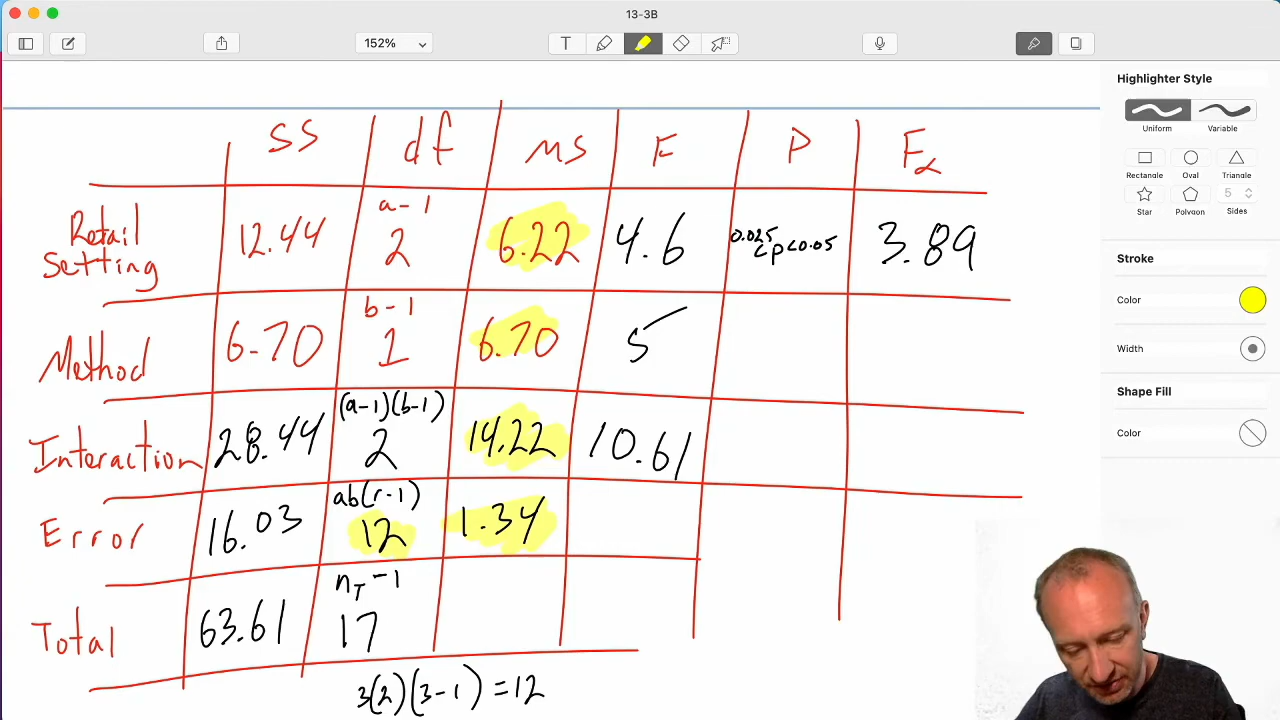 13-3B
152%
T
Highlighter Style
Uniform
Variable
Rectangle
Oval
Triangle
Star
Polygon
5
Sides
Stroke
Color
Width
Shape Fill
Color
SS df MS F P Fα
a-1
Retail Setting 12.44 2 6.22 4.6 0.025 < p < 0.05 3.89
b-1
Method 6.70 1 6.70 5
(a-1)(b-1)
Interaction 28.44 2 14.22 10.61
ab(r-1)
Error 16.03 12 1.34
nT-1
Total 63.61 17
3(2)(3-1) = 12